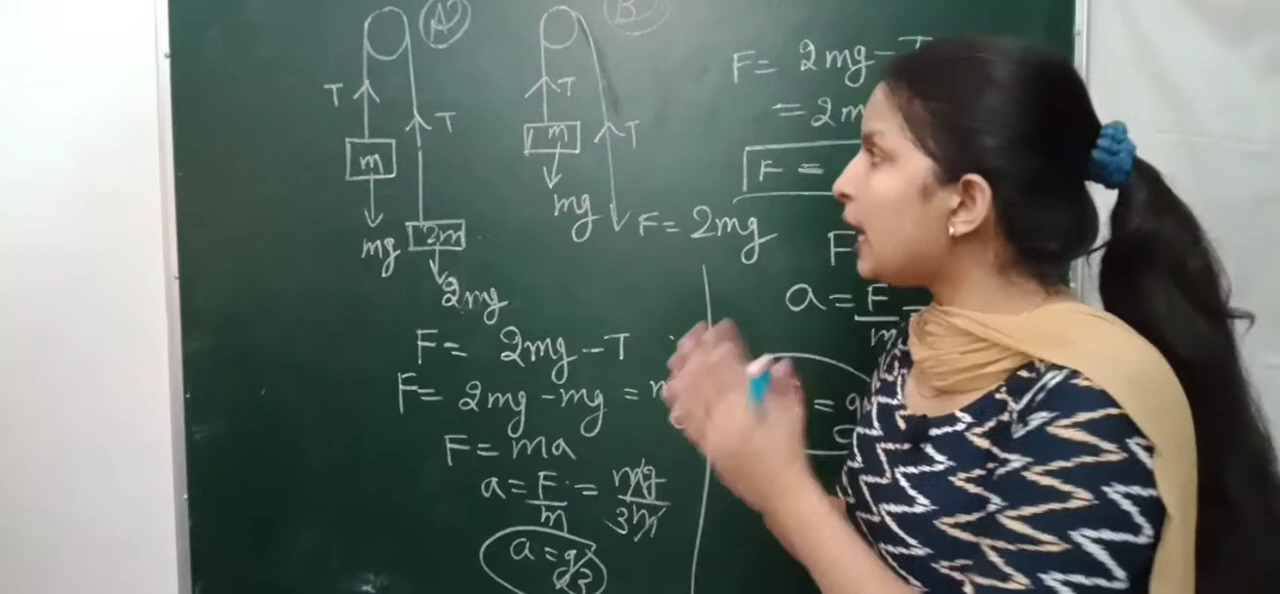 A
B
T
T
m
mg
2m
2mg
T
m
T
mg
F = 2mg
F = 2mg - T
F = 2mg - mg =
F = ma
a = F/m = mg/3m
a = g/3
F = 2mg - T
= 2m
F =
F
a = F/m =